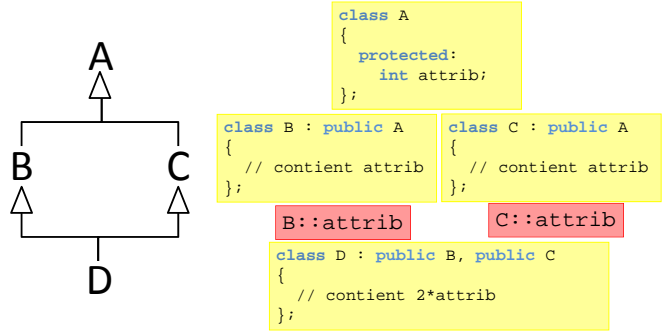 A
B
C
D
class A
{
  protected:
    int attrib;
};
class B : public A
{
  // contient attrib
};
class C : public A
{
  // contient attrib
};
B::attrib
C::attrib
class D : public B, public C
{
  // contient 2*attrib
};